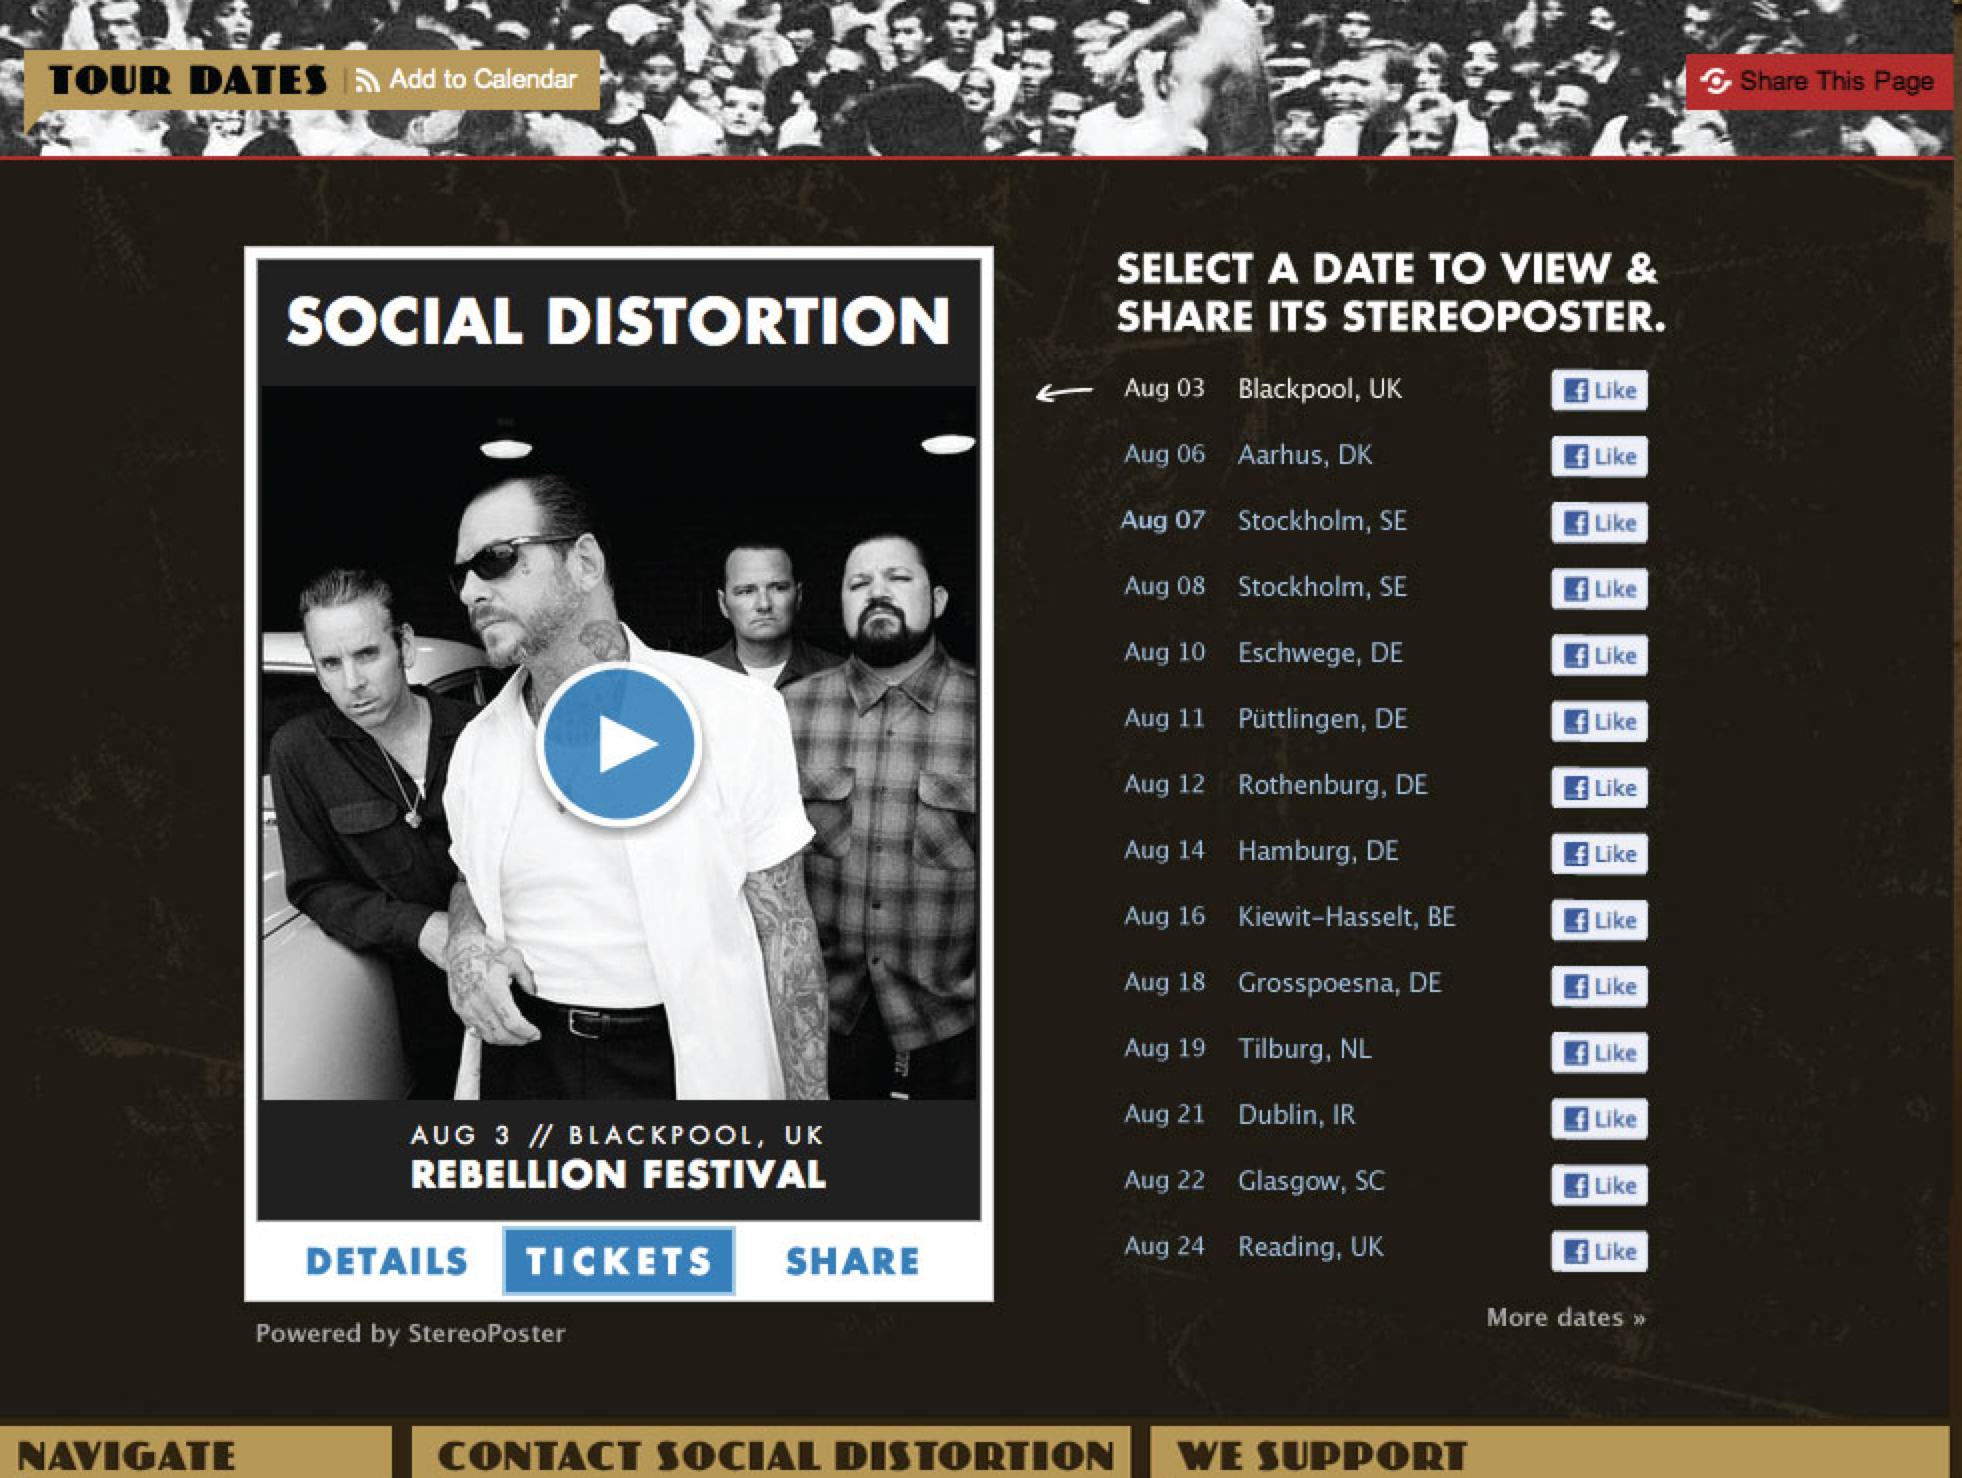 TOUR DATES | Add to Calendar
Share This Page
SOCIAL DISTORTION
AUG 3 // BLACKPOOL, UK
REBELLION FESTIVAL
DETAILS TICKETS SHARE
Powered by StereoPoster
SELECT A DATE TO VIEW &
SHARE ITS STEREOPOSTER.
Aug 03 Blackpool, UK Like
Aug 06 Aarhus, DK Like
Aug 07 Stockholm, SE Like
Aug 08 Stockholm, SE Like
Aug 10 Eschwege, DE Like
Aug 11 Püttlingen, DE Like
Aug 12 Rothenburg, DE Like
Aug 14 Hamburg, DE Like
Aug 16 Kiewit-Hasselt, BE Like
Aug 18 Grosspoesna, DE Like
Aug 19 Tilburg, NL Like
Aug 21 Dublin, IR Like
Aug 22 Glasgow, SC Like
Aug 24 Reading, UK Like
More dates »
NAVIGATE
CONTACT SOCIAL DISTORTION
WE SUPPORT